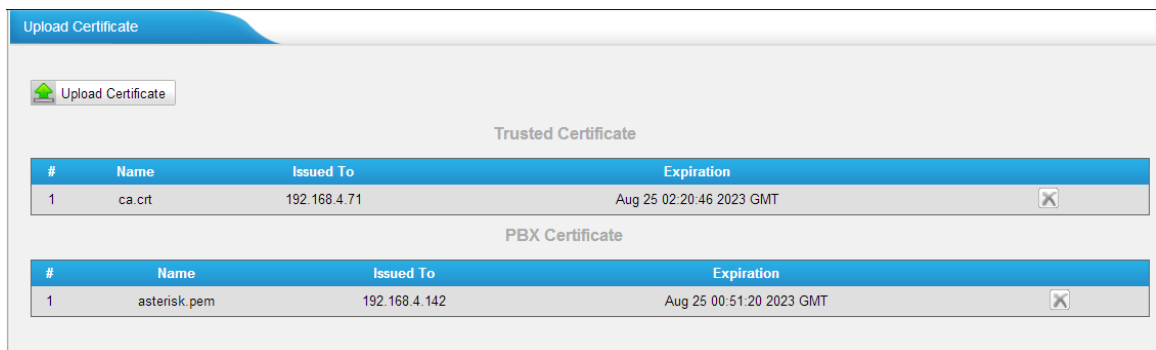 Upload Certificate
Upload Certificate
Trusted Certificate
# Name Issued To Expiration
1 ca.crt 192.168.4.71 Aug 25 02:20:46 2023 GMT
PBX Certificate
# Name Issued To Expiration
1 asterisk.pem 192.168.4.142 Aug 25 00:51:20 2023 GMT